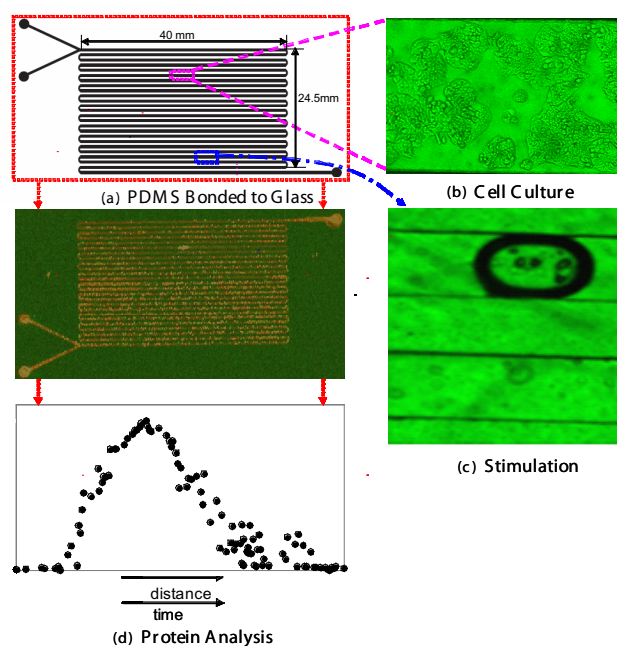 40 mm
24.5mm
(a) PDMS Bonded to Glass
(b) Cell Culture
(c) Stimulation
distance
time
(d) Protein Analysis